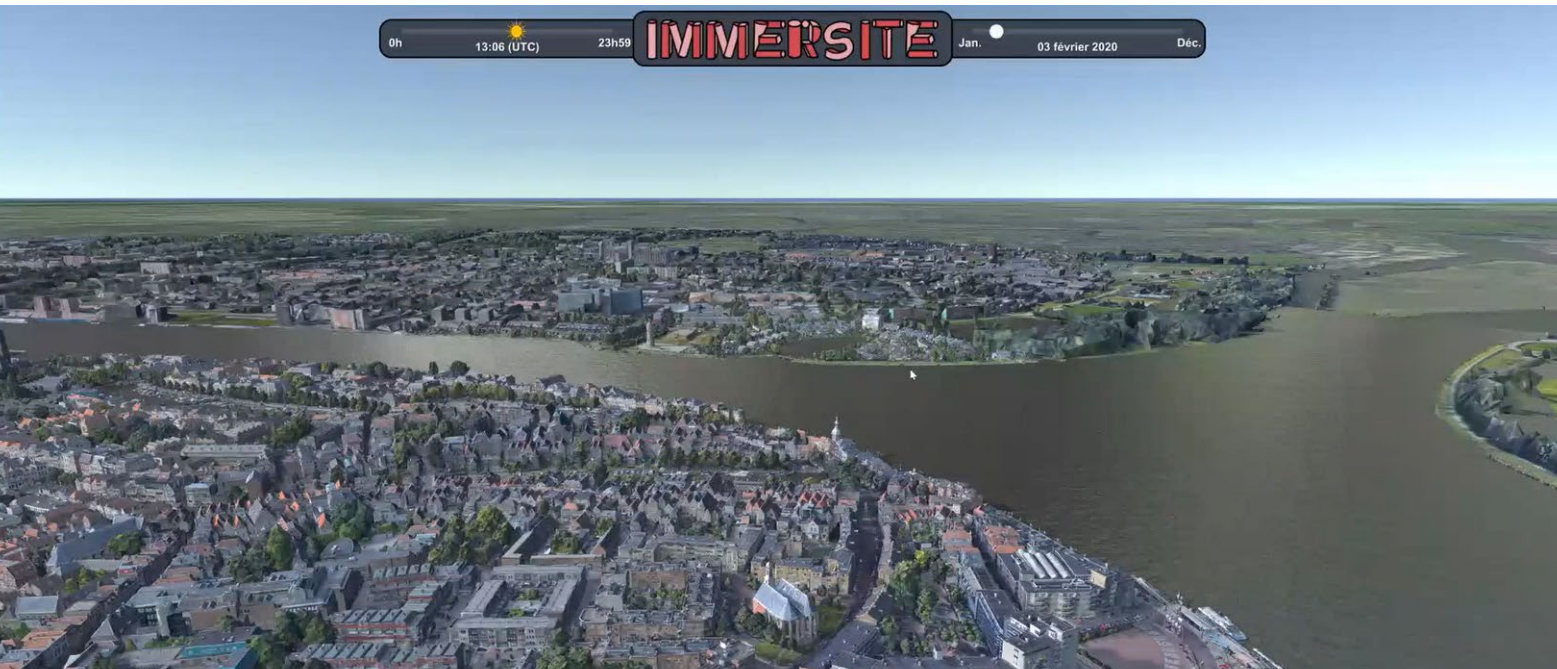 0h
13:06 (UTC)
23h59
IMMERSITE
Jan.
03 février 2020
Déc.